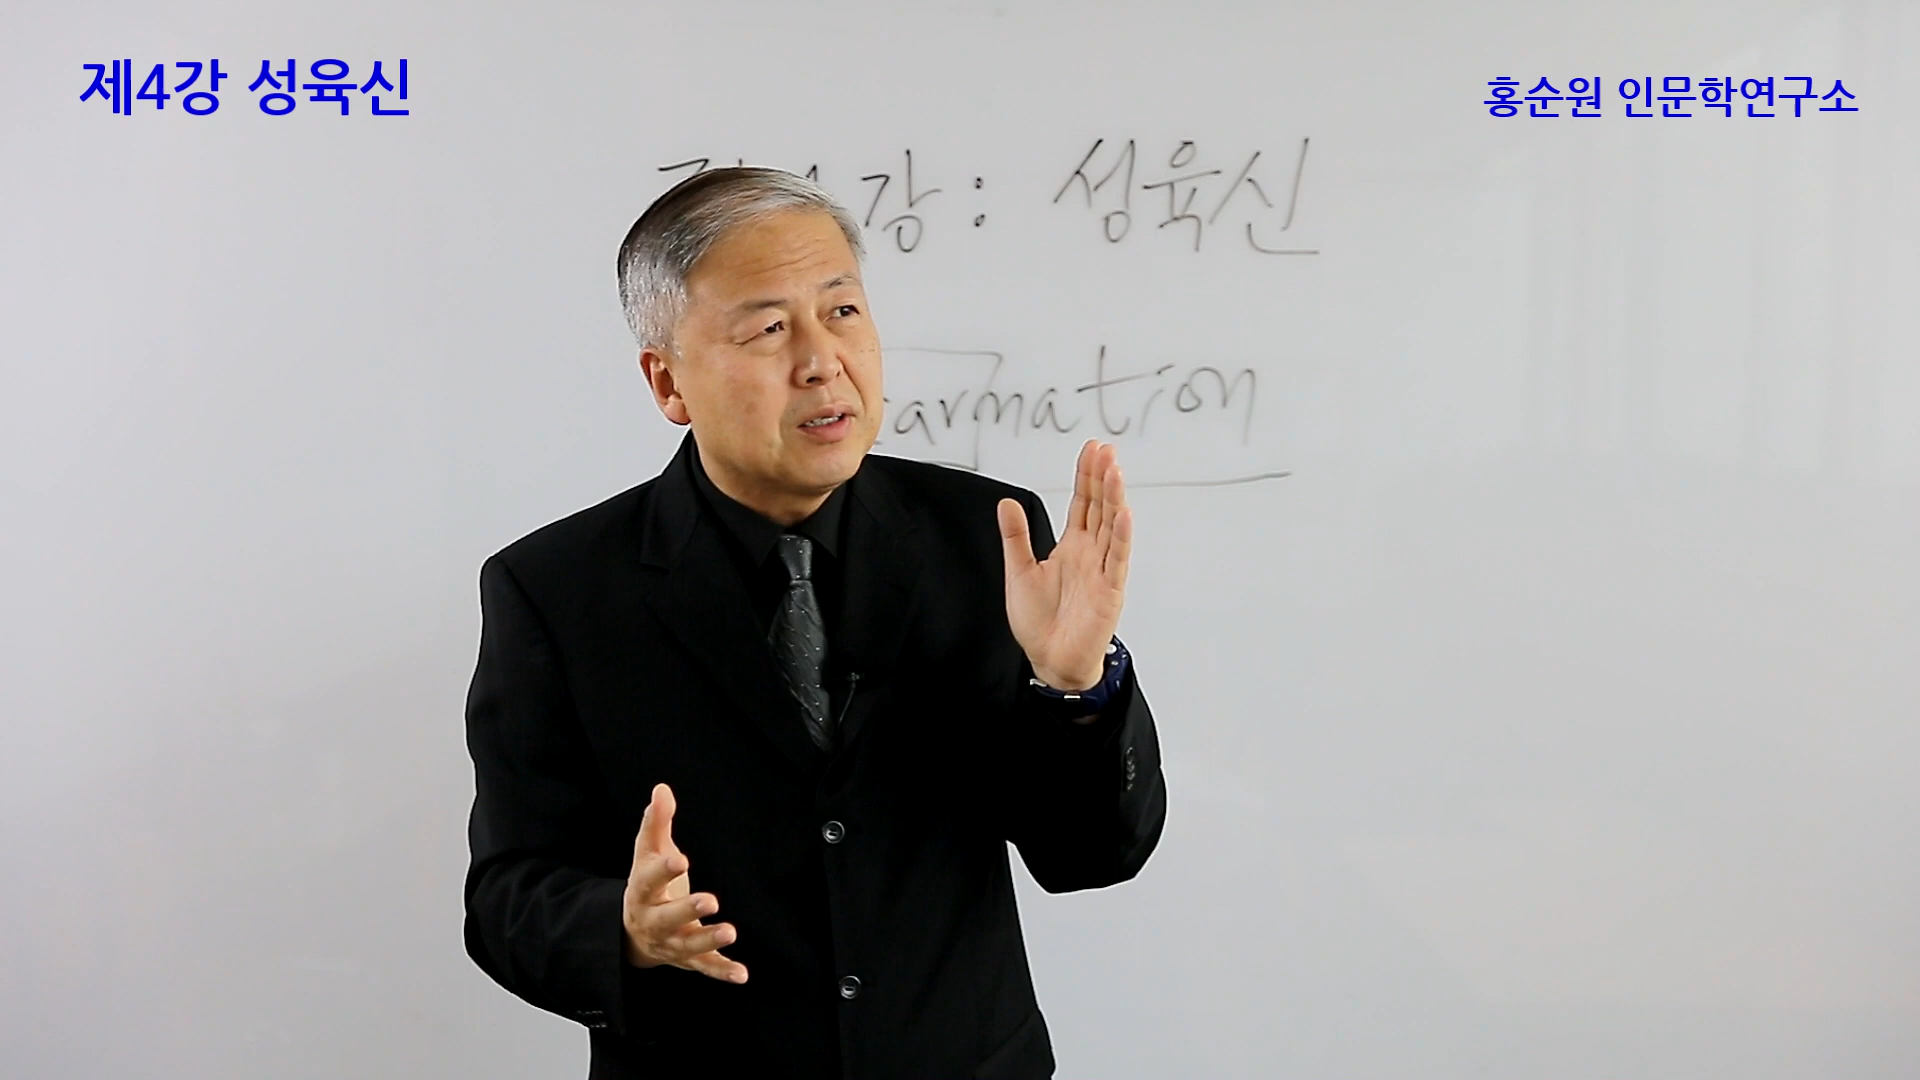 제4강 성육신
홍순원 인문학연구소
강: 성육신
carnation